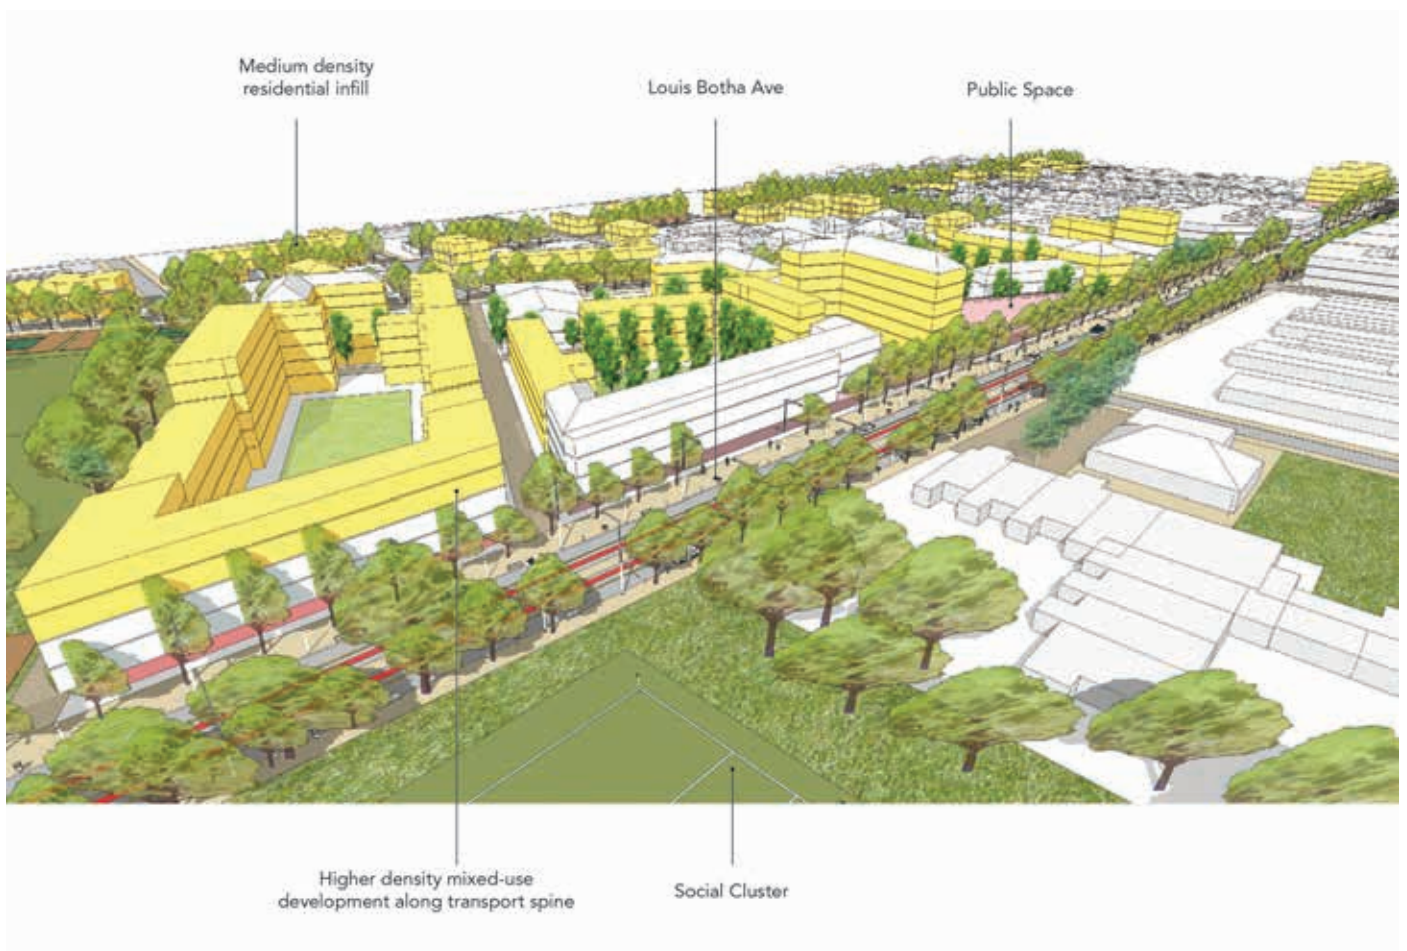 Medium density
residential infill
Louis Botha Ave
Public Space
Higher density mixed-use
development along transport spine
Social Cluster